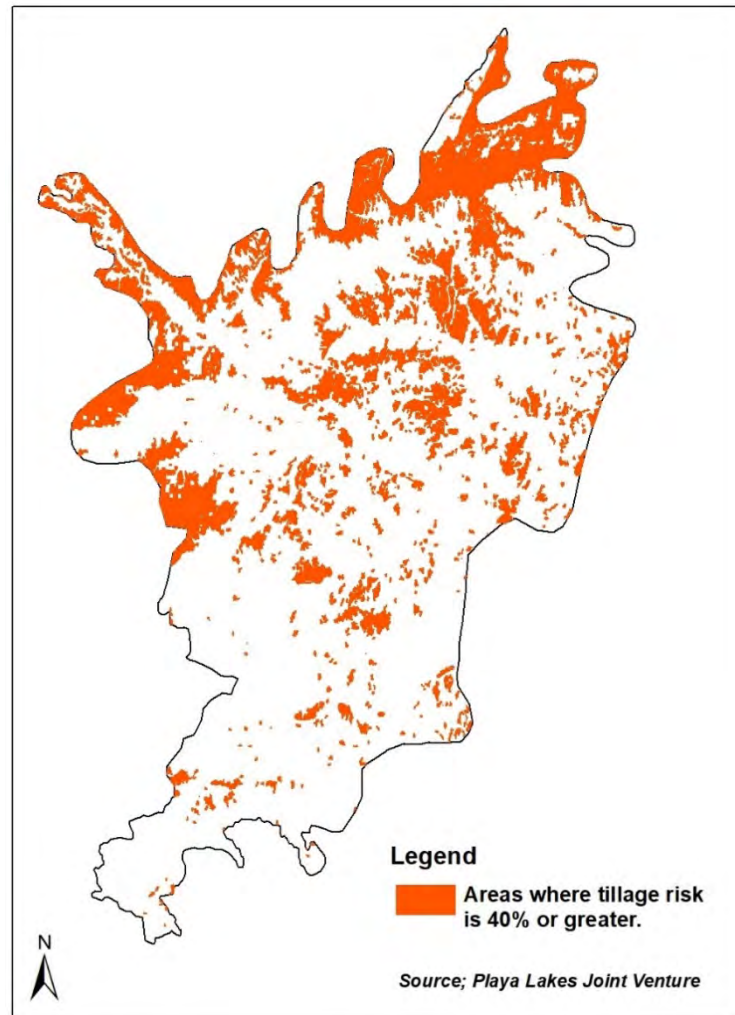 Legend
Areas where tillage risk
is 40% or greater.
N
Source; Playa Lakes Joint Venture